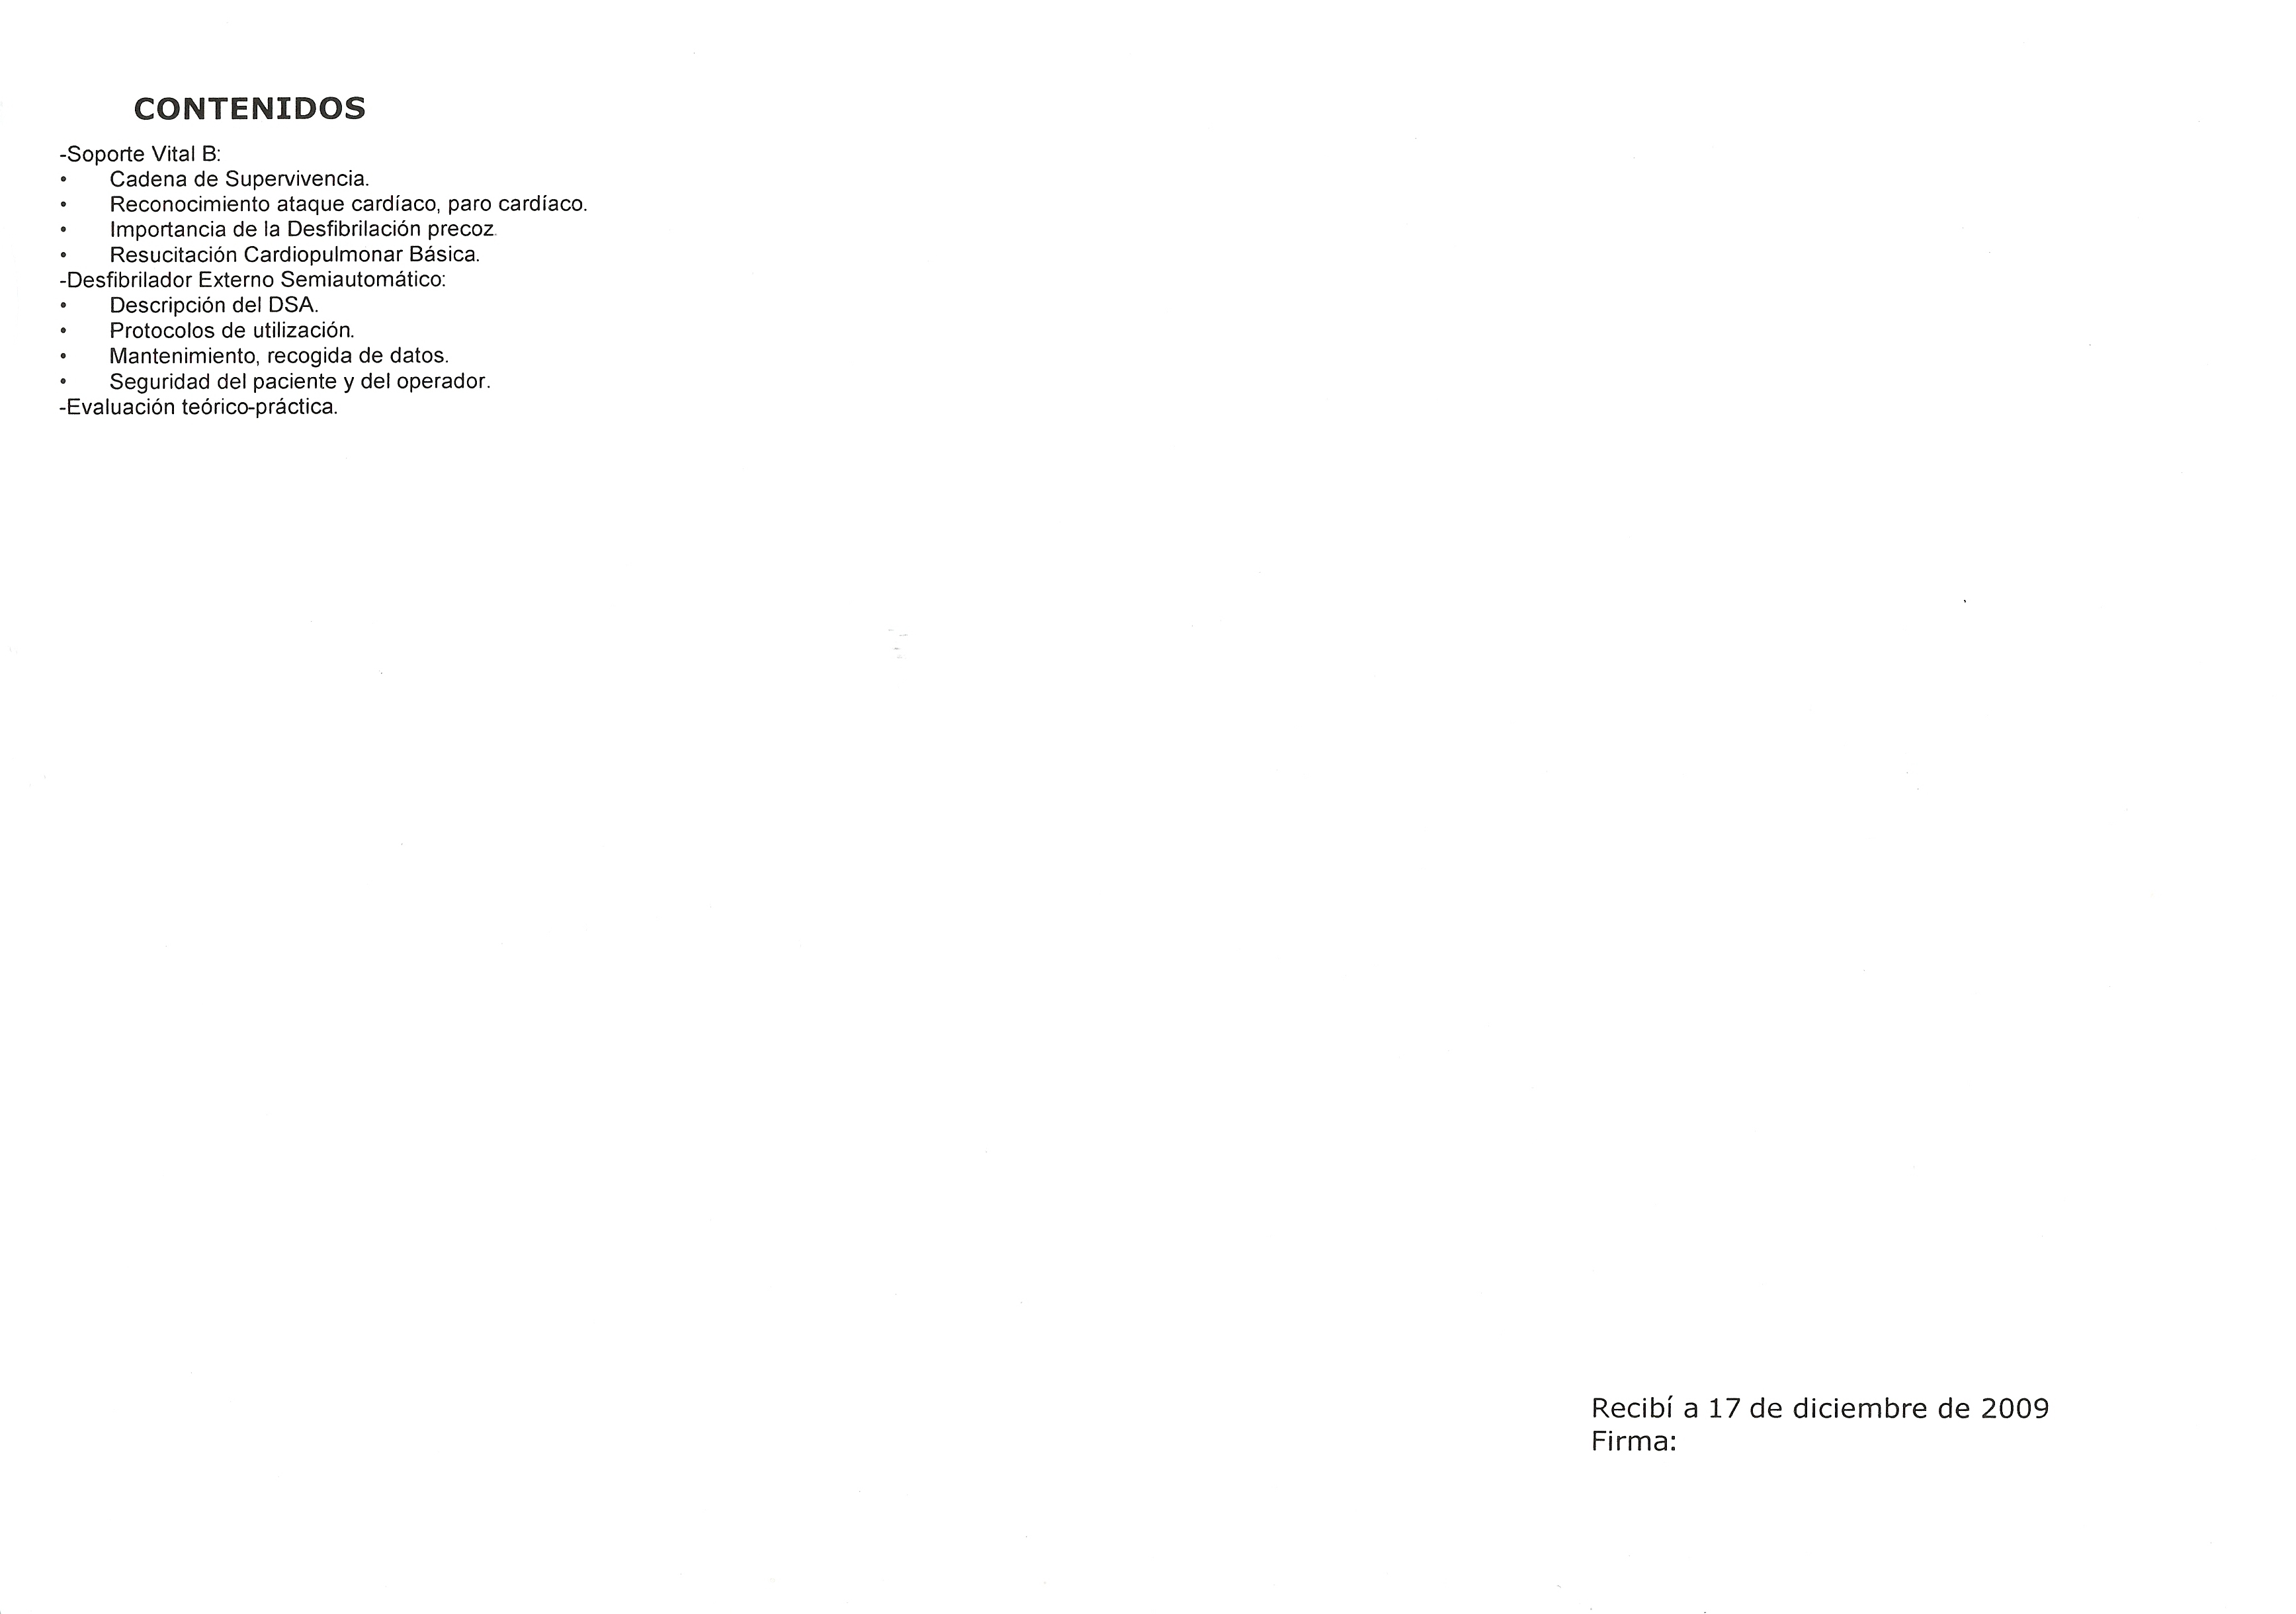 CONTENIDOS
-Soporte Vital B:
• Cadena de Supervivencia.
• Reconocimiento ataque cardíaco, paro cardíaco.
• Importancia de la Desfibrilación precoz.
• Resucitación Cardiopulmonar Básica.
-Desfibrilador Externo Semiautomático:
• Descripción del DSA.
• Protocolos de utilización.
• Mantenimiento, recogida de datos.
• Seguridad del paciente y del operador.
-Evaluación teórico-práctica.
Recibí a 17 de diciembre de 2009
Firma: